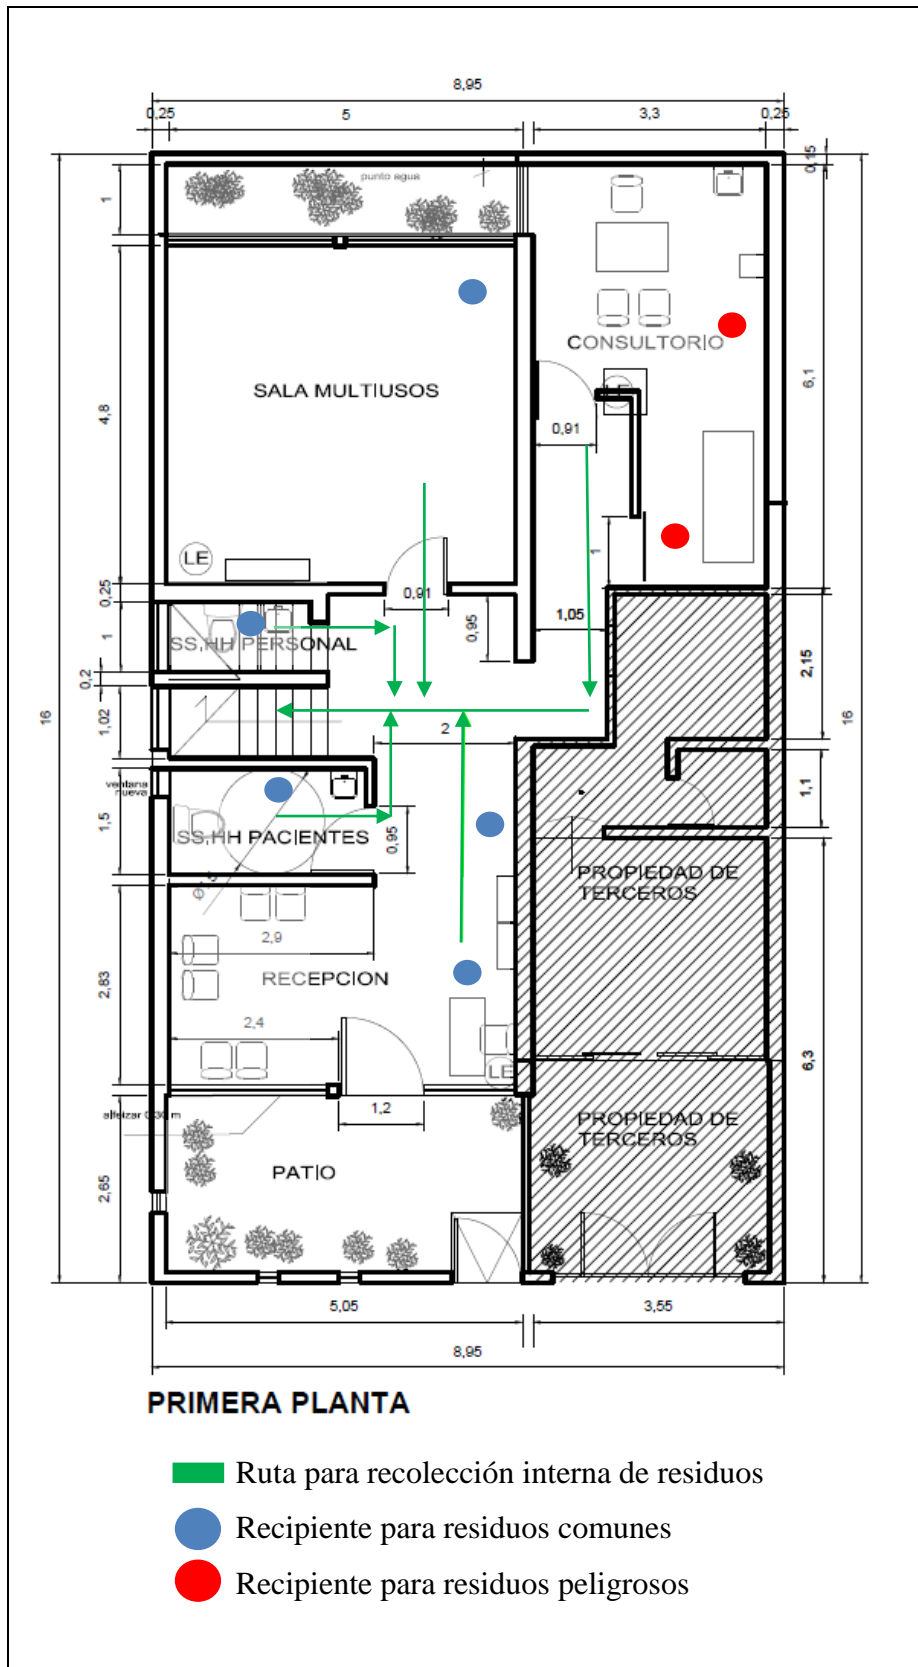 8,95
0,25 5 3,3 0,25
0,15
punto agua
1
CONSULTORIO
SALA MULTIUSOS
LE
6,1
4,8
0,91
1
LE
0,91
0,25
0,95
1,05
1
SS,HH PERSONAL
2,15
0,2
16
1,02
2
16
ventana
nueva
1,1
1,5
SS,HH PACIENTES
0,95
PROPIEDAD DE
TERCEROS
2,9
RECEPCION
2,83
2,4
LE
6,3
1,2
alfeizar 0,30 m
PROPIEDAD DE
TERCEROS
PATIO
2,65
5,05 3,55
8,95
PRIMERA PLANTA
Ruta para recolección interna de residuos
Recipiente para residuos comunes
Recipiente para residuos peligrosos